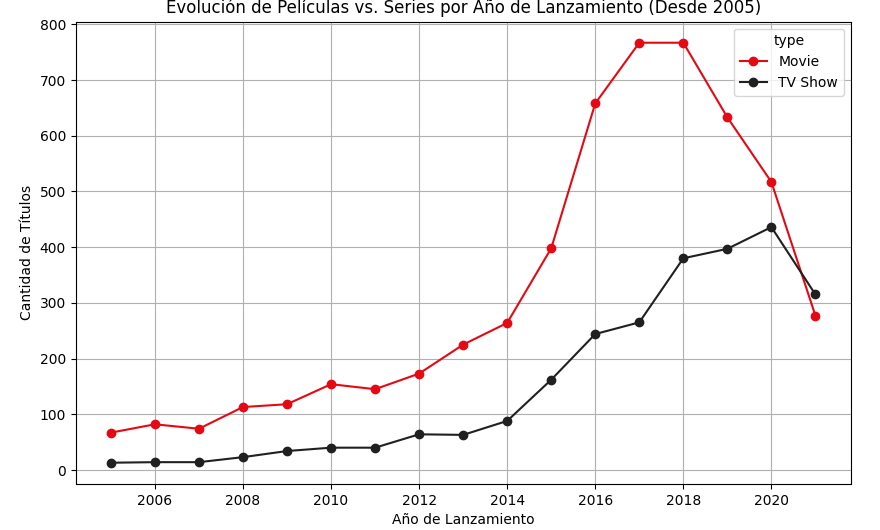 Evolución de Películas vs. Series por Año de Lanzamiento (Desde 2005)
type
Movie
TV Show
Cantidad de Títulos
800
700
600
500
400
300
200
100
0
2006 2008 2010 2012 2014 2016 2018 2020
Año de Lanzamiento